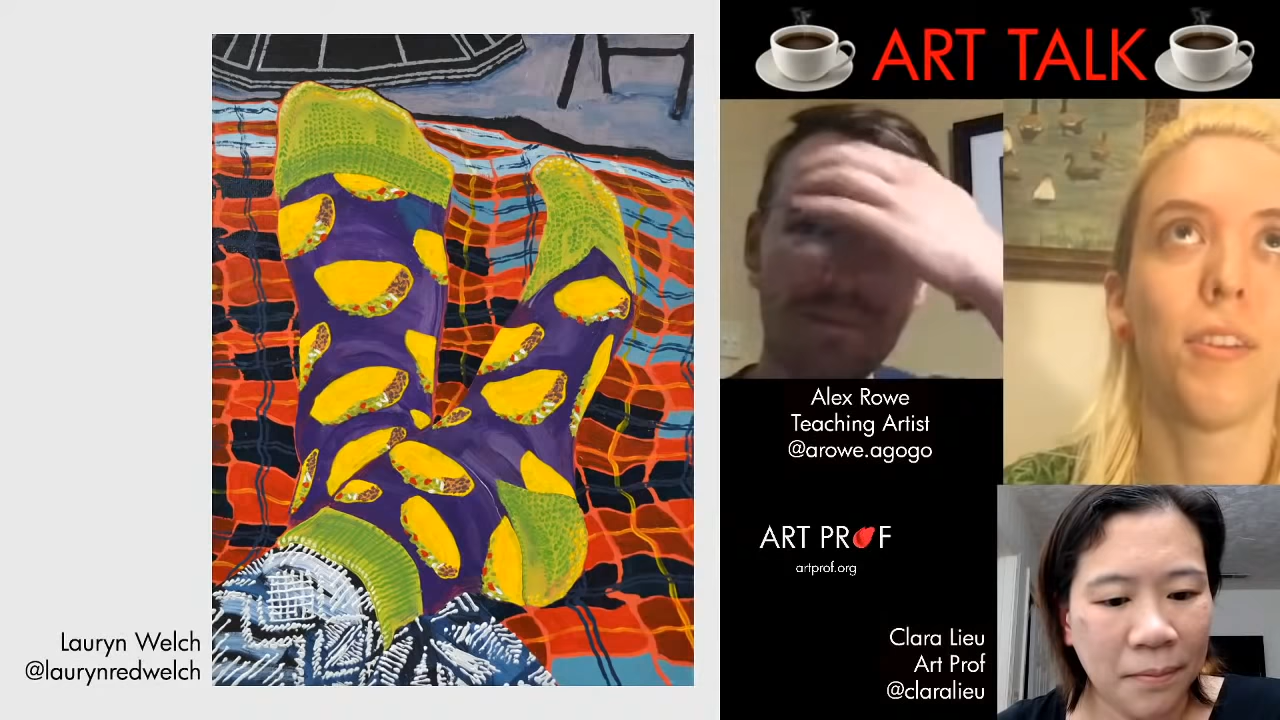 ART TALK
Alex Rowe
Teaching Artist
@arowe.agogo
ART PROF
artprof.org
Clara Lieu
Art Prof
@claralieu
Lauryn Welch
@laurynredwelch